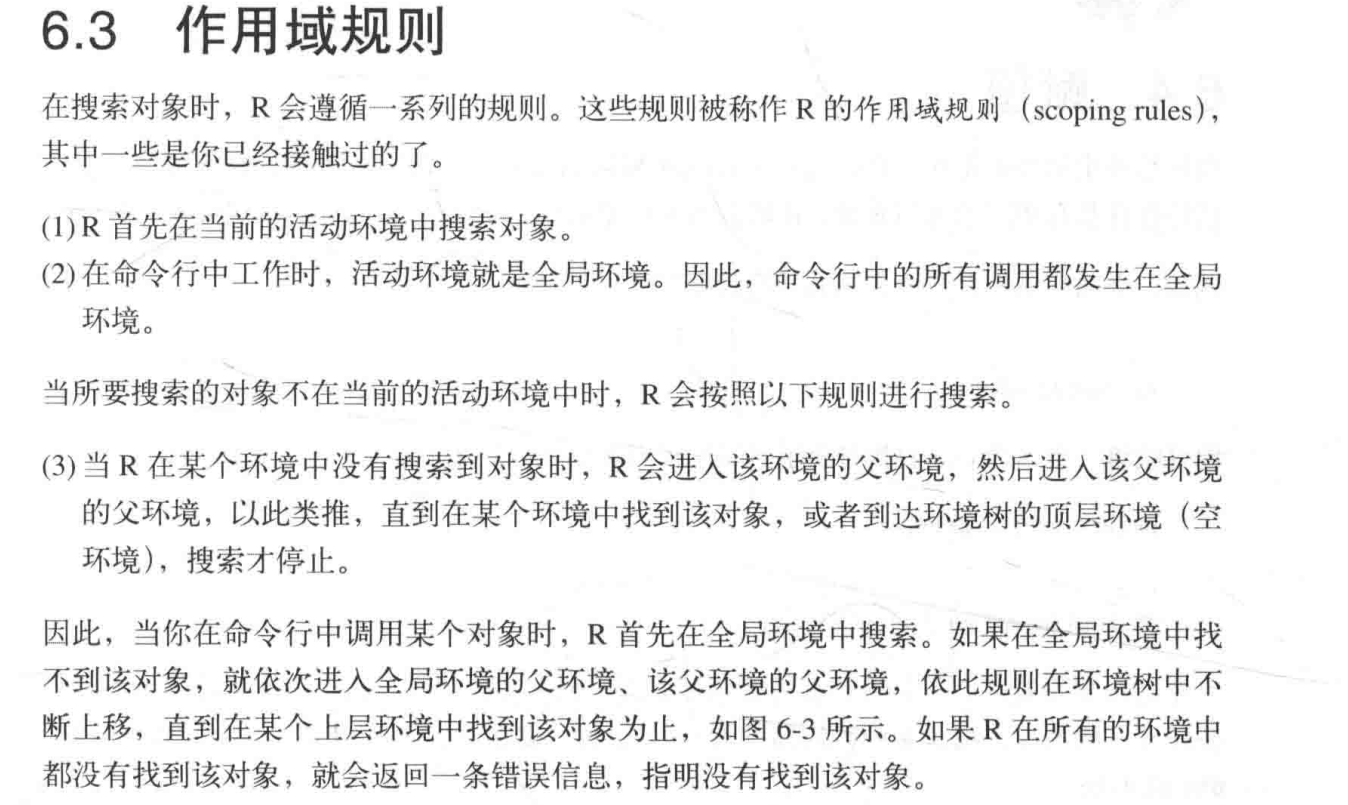 6.3 作用域规则
在搜索对象时，R 会遵循一系列的规则。这些规则被称作 R 的作用域规则（scoping rules），
其中一些是你已经接触过的了。
(1) R 首先在当前的活动环境中搜索对象。
(2) 在命令行中工作时，活动环境就是全局环境。因此，命令行中的所有调用都发生在全局
环境。
当所要搜索的对象不在当前的活动环境中时，R 会按照以下规则进行搜索。
(3) 当 R 在某个环境中没有搜索到对象时，R 会进入该环境的父环境，然后进入该父环境
的父环境，以此类推，直到在某个环境中找到该对象，或者到达环境树的顶层环境（空
环境），搜索才停止。
因此，当你在命令行中调用某个对象时，R 首先在全局环境中搜索。如果在全局环境中找
不到该对象，就依次进入全局环境的父环境、该父环境的父环境，依此规则在环境树中不
断上移，直到在某个上层环境中找到该对象为止，如图 6-3 所示。如果 R 在所有的环境中
都没有找到该对象，就会返回一条错误信息，指明没有找到该对象。